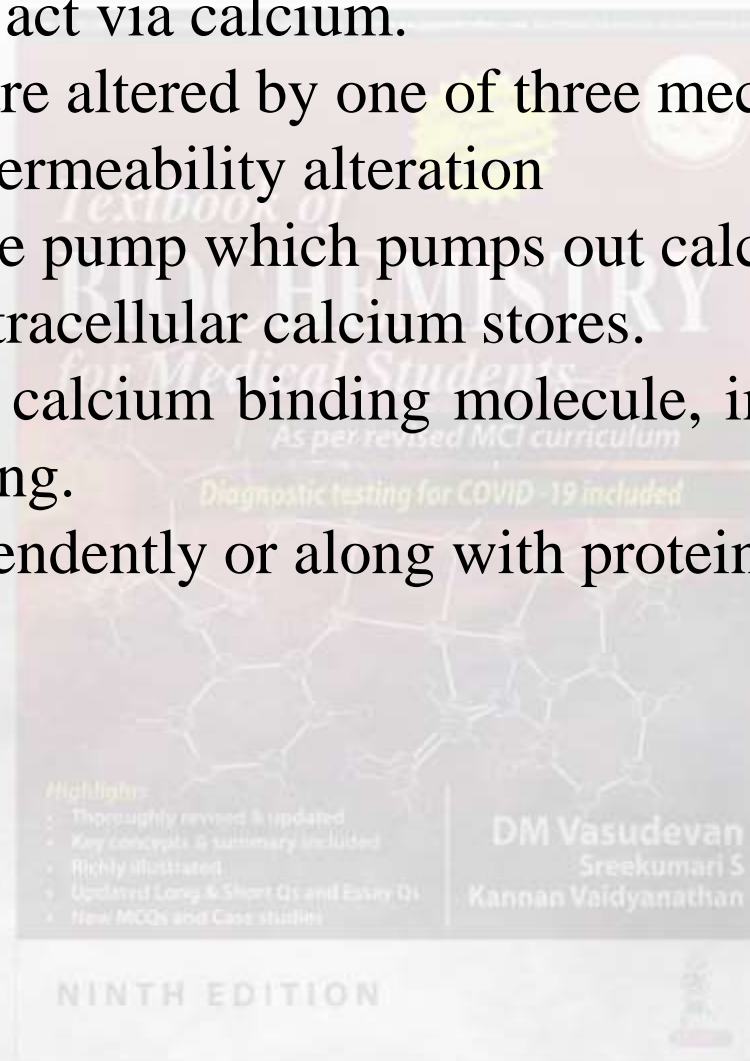 act via calcium.
re altered by one of three mec
ermeability alteration
e pump which pumps out calc
tracellular calcium stores.
calcium binding molecule, in
ng.
endently or along with protein
Textbook of
BIOCHEMISTRY
for Medical Students
As per revised MCI curriculum
Diagnostic testing for COVID -19 included
Highlights
• Thoroughly revised & updated
• Key concepts & summary included
• Richly illustrated
• Updated Long & Short Qs and Essay Qs
• New MCQs and Case studies
DM Vasudevan
Sreekumari S
Kannan Vaidyanathan
NINTH EDITION